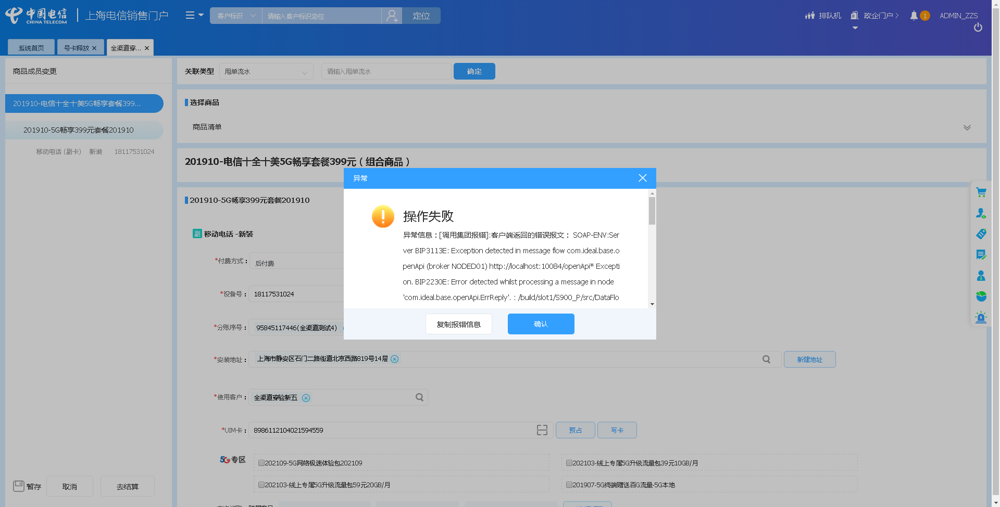 中国电信
CHINA TELECOM
上海电信销售门户
客户标识
请输入客户标识定位
定位
排队机
政企门户
1
ADMIN_ZZS
系统首页
号卡释放
全渠道穿...
商品成员变更
关联类型
甩单流水
请输入甩单流水
确定
201910-电信十全十美5G畅享套餐399...
201910-5G畅享399元套餐201910
移动电话 (副卡) 新装 18117531024
选择商品
商品清单
201910-电信十全十美5G畅享套餐399元 ( 组合商品 )
异常
操作失败
异常信息：[调用集团报错]:客户端返回的错误报文： SOAP-ENV:Ser
ver BIP3113E: Exception detected in message flow com.ideal.base.o
penApi (broker NODED01) http://localhost:10084/openApi* Excepti
on. BIP2230E: Error detected whilst processing a message in node
'com.ideal.base.openApi.ErrReply'. : /build/slot1/S900_P/src/DataFlo
复制报错信息
确认
201910-5G畅享399元套餐201910
副 移动电话 -新装
*付费方式：
后付费
*设备号：
18117531024
*分账序号：
95845117446(全渠道测试4)
*安装地址：
上海市静安区石门二路街道北京西路819号14层
新建地址
*使用客户：
全渠道穿验新五
*UIM卡：
8986112104021594559
预占
写卡
5G专区
202109-5G网络极速体验包202109
202103-线上专属5G升级流量包39元10GB/月
202103-线上专属5G升级流量包59元20GB/月
201907-5G终端赠送百G流量-5G本地
暂存
取消
去结算